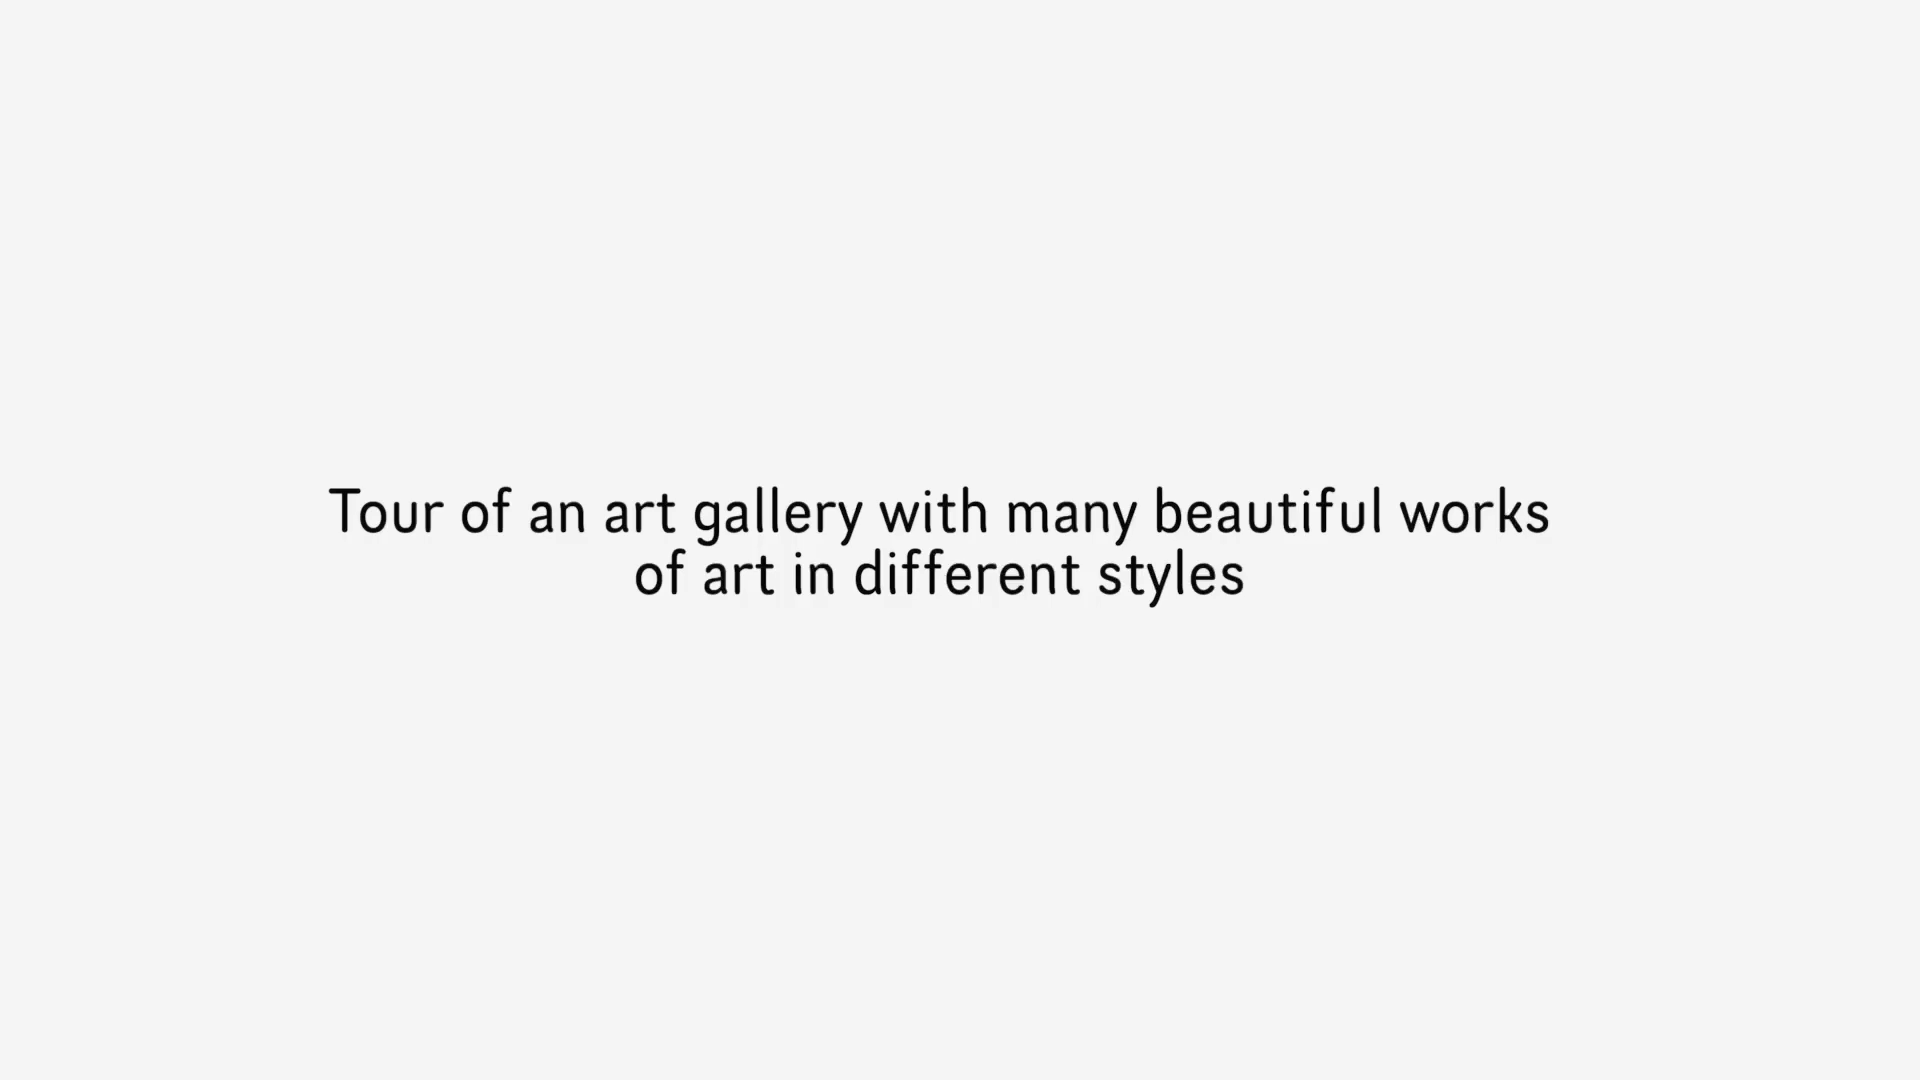 Tour of an art gallery with many beautiful works
of art in different styles